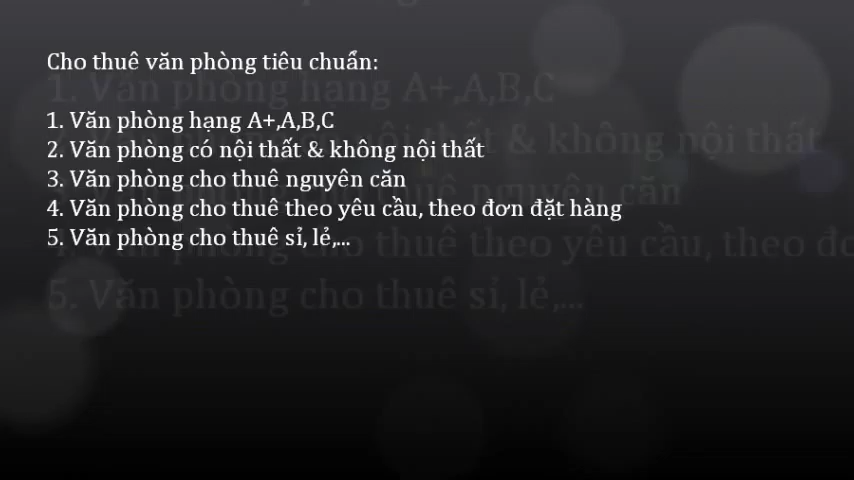 Cho thuê văn phòng tiêu chuẩn:
1. Văn phòng hạng A+,A,B,C
2. Văn phòng có nội thất & không nội thất
3. Văn phòng cho thuê nguyên căn
4. Văn phòng cho thuê theo yêu cầu, theo đơn đặt hàng
5. Văn phòng cho thuê sỉ, lẻ,...